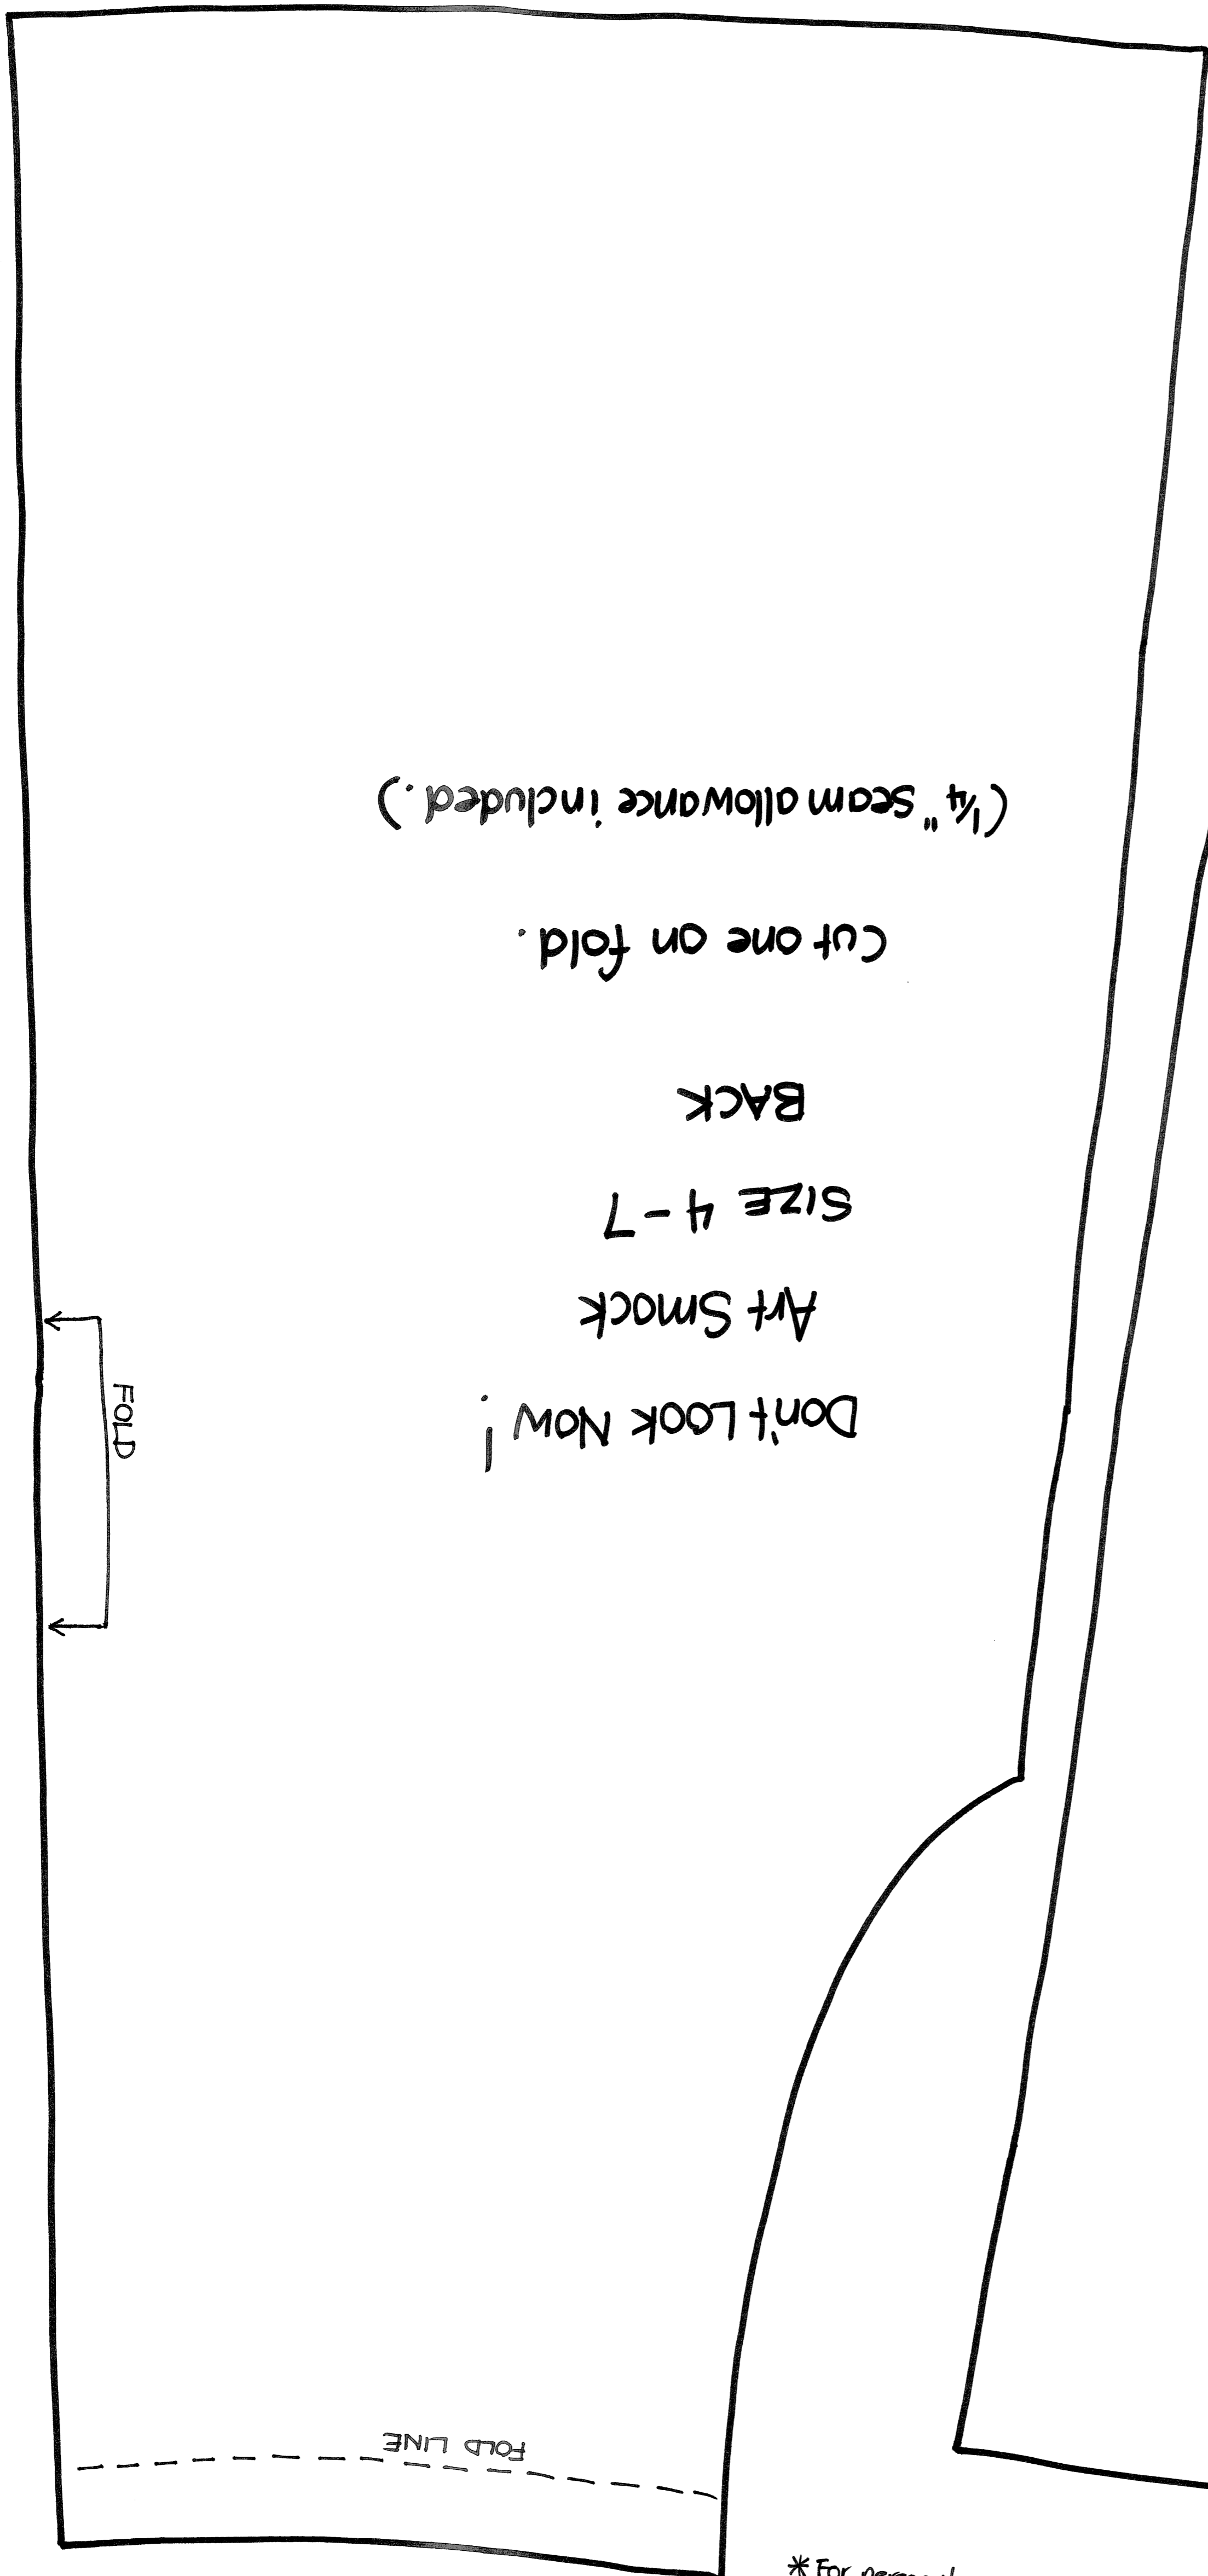 Don't Look Now!
Art Smock
SIZE 4-7
BACK
Cut one on fold.
(1/4" seam allowance included.)
FOLD
FOLD LINE
* For